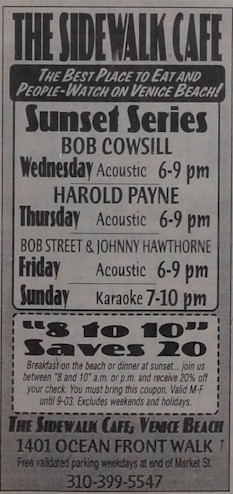 THE SIDEWALK CAFE
THE BEST PLACE TO EAT AND
PEOPLE-WATCH ON VENICE BEACH!
Sunset Series
BOB COWSILL
Wednesday Acoustic 6-9 pm
HAROLD PAYNE
Thursday Acoustic 6-9 pm
BOB STREET & JOHNNY HAWTHORNE
Friday Acoustic 6-9 pm
Sunday Karaoke 7-10 pm
"8 to 10"
Saves 20
Breakfast on the beach or dinner at sunset... join us
between "8 and 10" a.m. or p.m. and receive 20% off
your check. You must bring this coupon. Valid M-F
until 9-03. Excludes weekends and holidays.
THE SIDEWALK CAFE, VENICE BEACH
1401 OCEAN FRONT WALK
Free validated parking weekdays at end of Market St.
310-399-5547